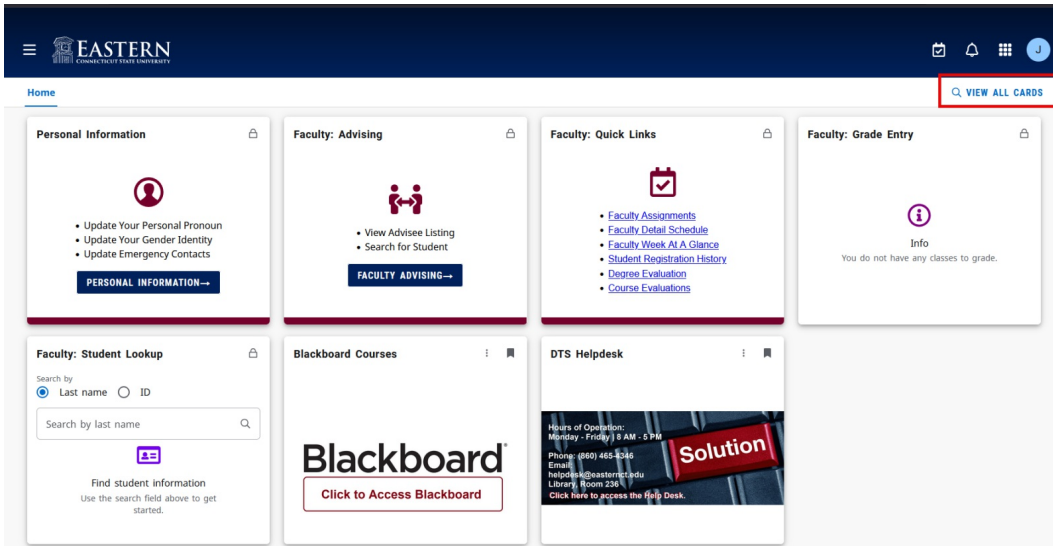 EASTERN
CONNECTICUT STATE UNIVERSITY
J
Home
VIEW ALL CARDS
Personal Information
• Update Your Personal Pronoun
• Update Your Gender Identity
• Update Emergency Contacts
PERSONAL INFORMATION→
Faculty: Advising
• View Advisee Listing
• Search for Student
FACULTY ADVISING→
Faculty: Quick Links
• Faculty Assignments
• Faculty Detail Schedule
• Faculty Week At A Glance
• Student Registration History
• Degree Evaluation
• Course Evaluations
Faculty: Grade Entry
Info
You do not have any classes to grade.
Faculty: Student Lookup
Search by
Last name ID
Search by last name
Find student information
Use the search field above to get
started.
Blackboard Courses
Blackboard
Click to Access Blackboard
DTS Helpdesk
Hours of Operation:
Monday - Friday | 8 AM - 5 PM
Phone: (860) 465-4346
Email:
helpdesk@easternct.edu
Library, Room 236
Click here to access the Help Desk.
Solution